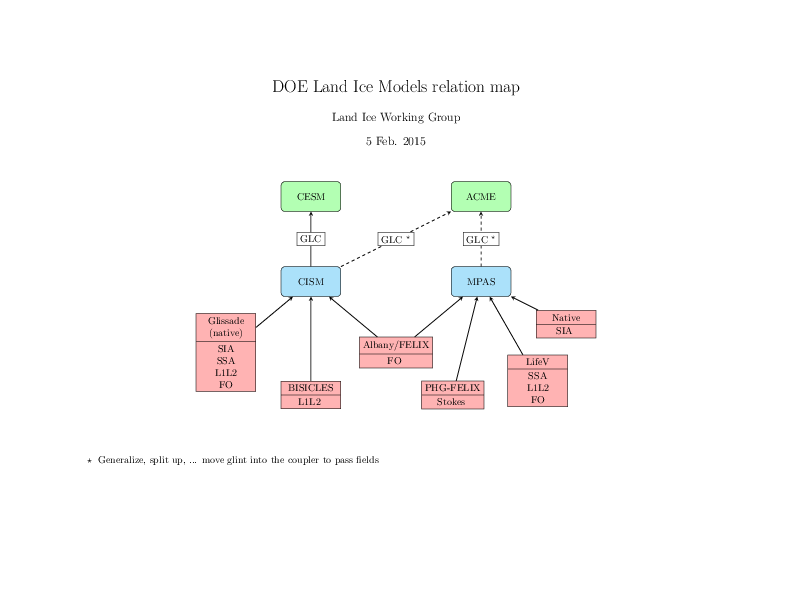 DOE Land Ice Models relation map
Land Ice Working Group
5 Feb. 2015
CESM
ACME
GLC
GLC *
GLC *
CISM
MPAS
Glissade
(native)
SIA
SSA
L1L2
FO
BISICLES
L1L2
Albany/FELIX
FO
PHG-FELIX
Stokes
LifeV
SSA
L1L2
FO
Native
SIA
⋆ Generalize, split up, ... move glint into the coupler to pass fields